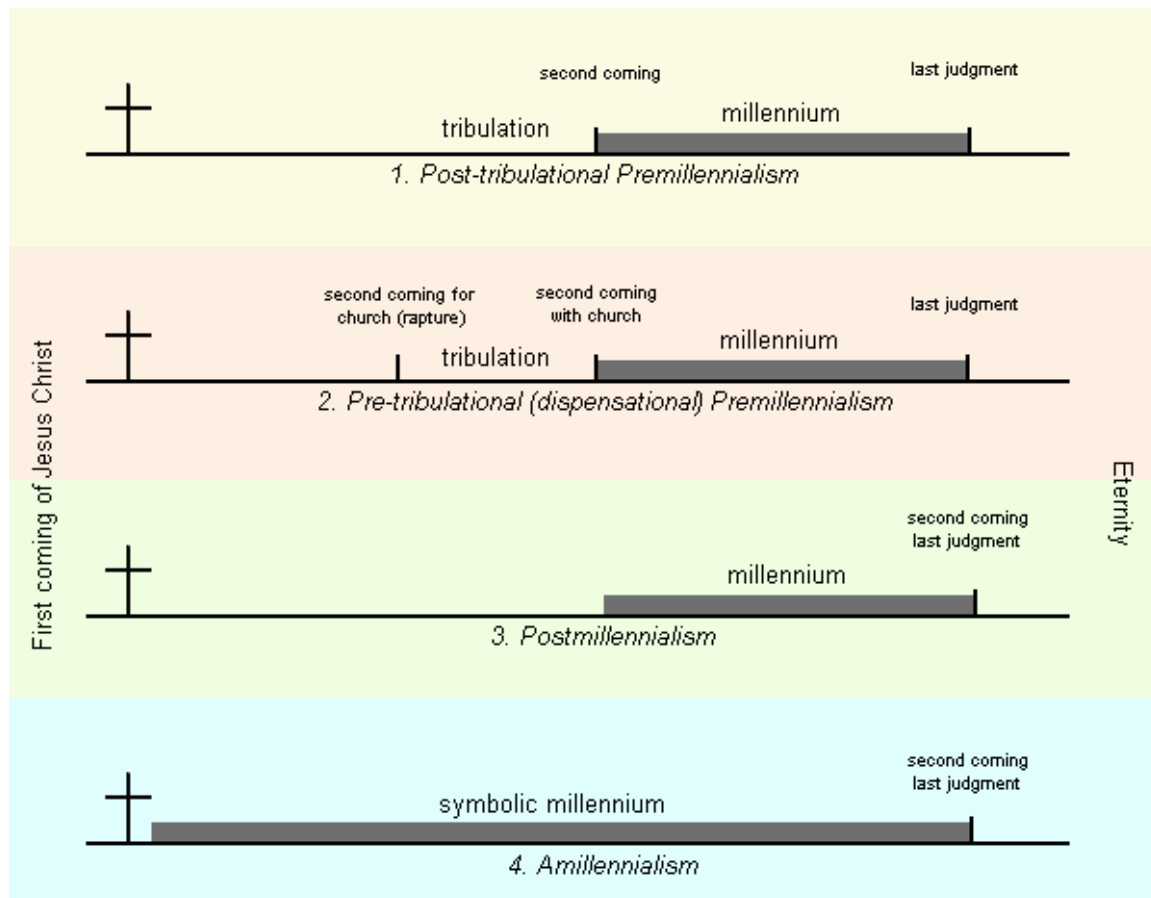 second coming
last judgment
tribulation
millennium
1. Post-tribulational Premillennialism
second coming for
church (rapture)
second coming
with church
last judgment
tribulation
millennium
2. Pre-tribulational (dispensational) Premillennialism
First coming of Jesus Christ
Eternity
second coming
last judgment
millennium
3. Postmillennialism
second coming
last judgment
symbolic millennium
4. Amillennialism